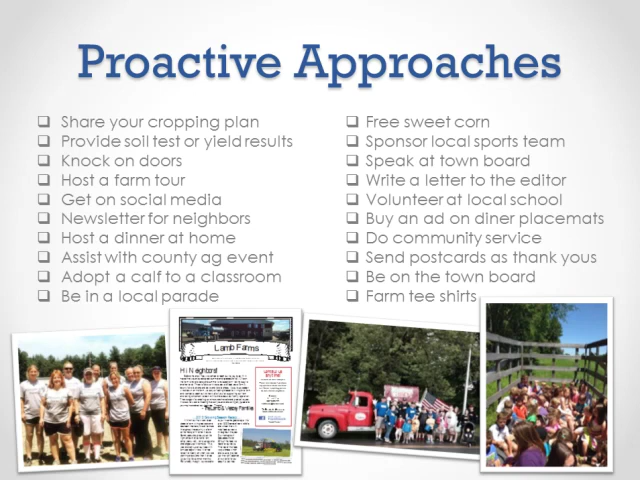 Proactive Approaches
Share your cropping plan
Provide soil test or yield results
Knock on doors
Host a farm tour
Get on social media
Newsletter for neighbors
Host a dinner at home
Assist with county ag event
Adopt a calf to a classroom
Be in a local parade
Free sweet corn
Sponsor local sports team
Speak at town board
Write a letter to the editor
Volunteer at local school
Buy an ad on diner placemats
Do community service
Send postcards as thank yous
Be on the town board
Farm tee shirts
Lamb Farms
Hi Neighbors!